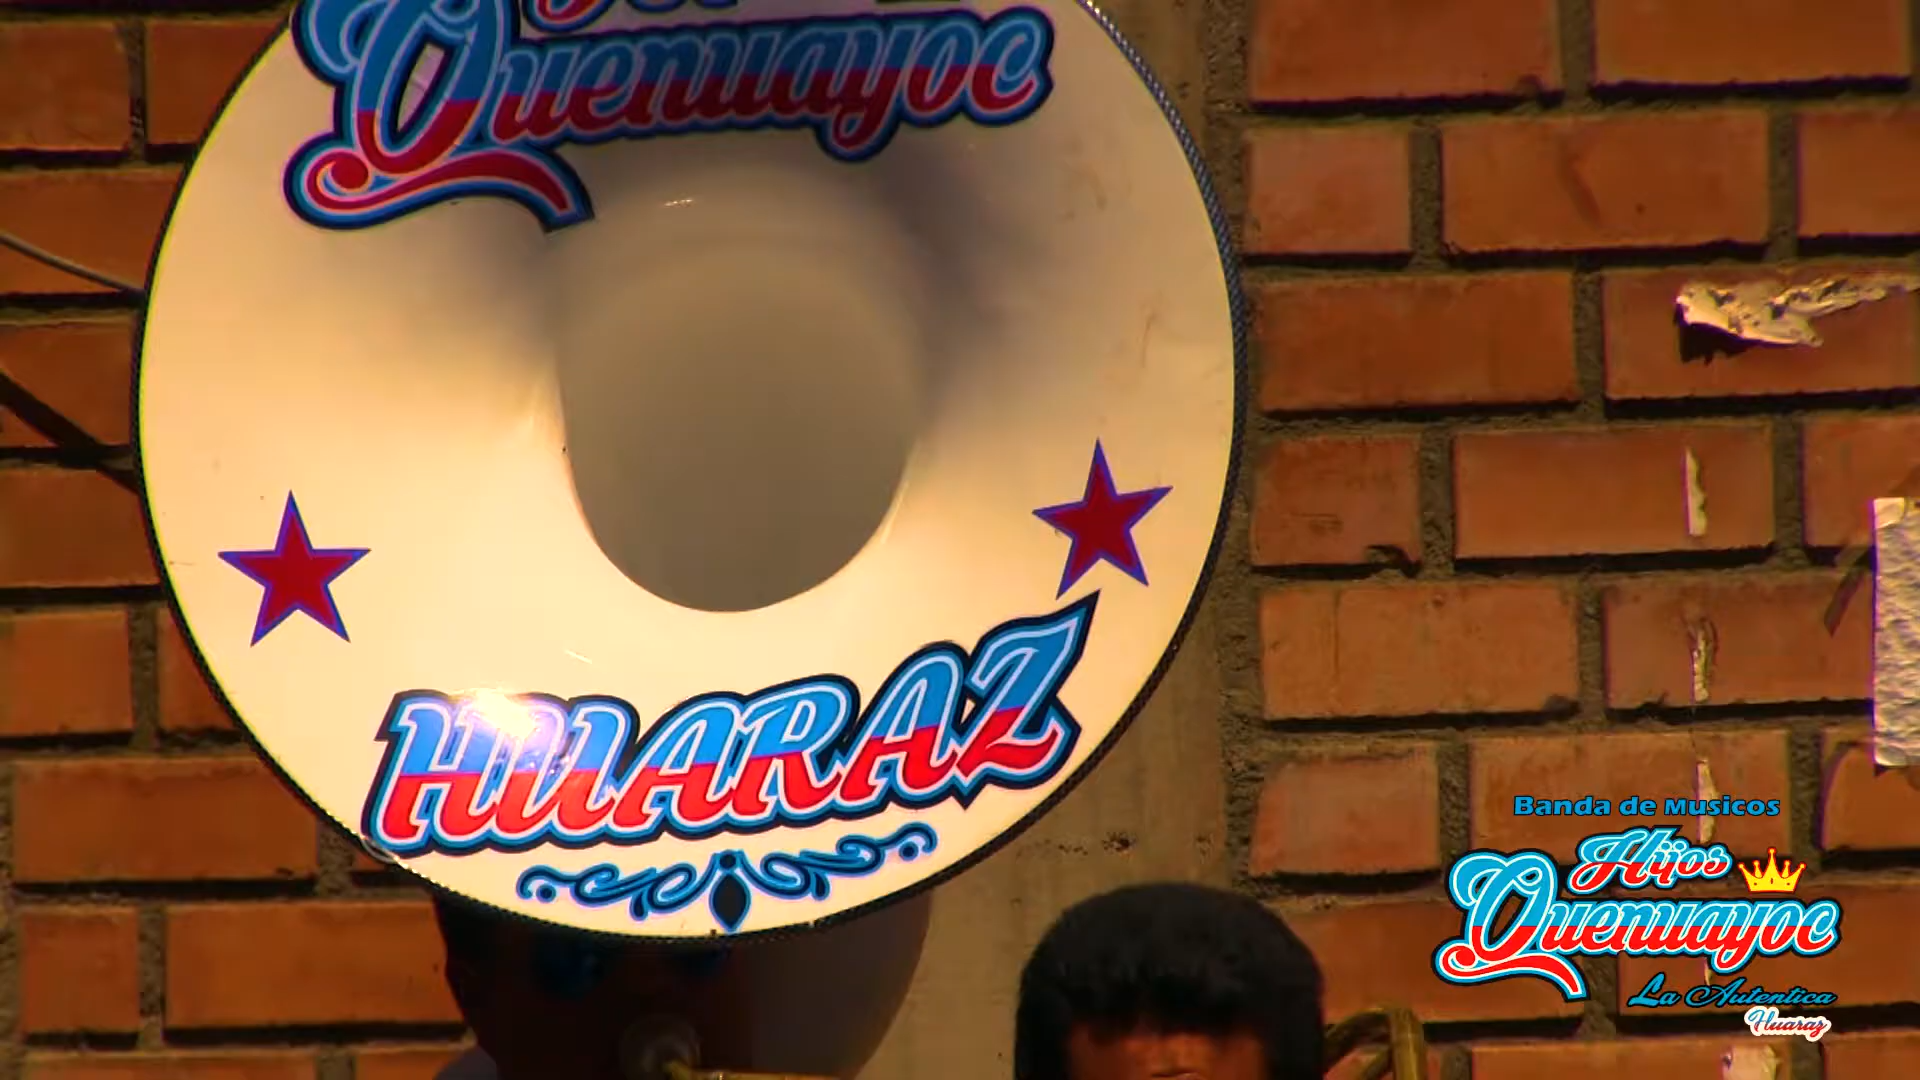 Quenuayoc
HUARAZ
Banda de Musicos
Hijos
Quenuayoc
La Autentica
Huaraz